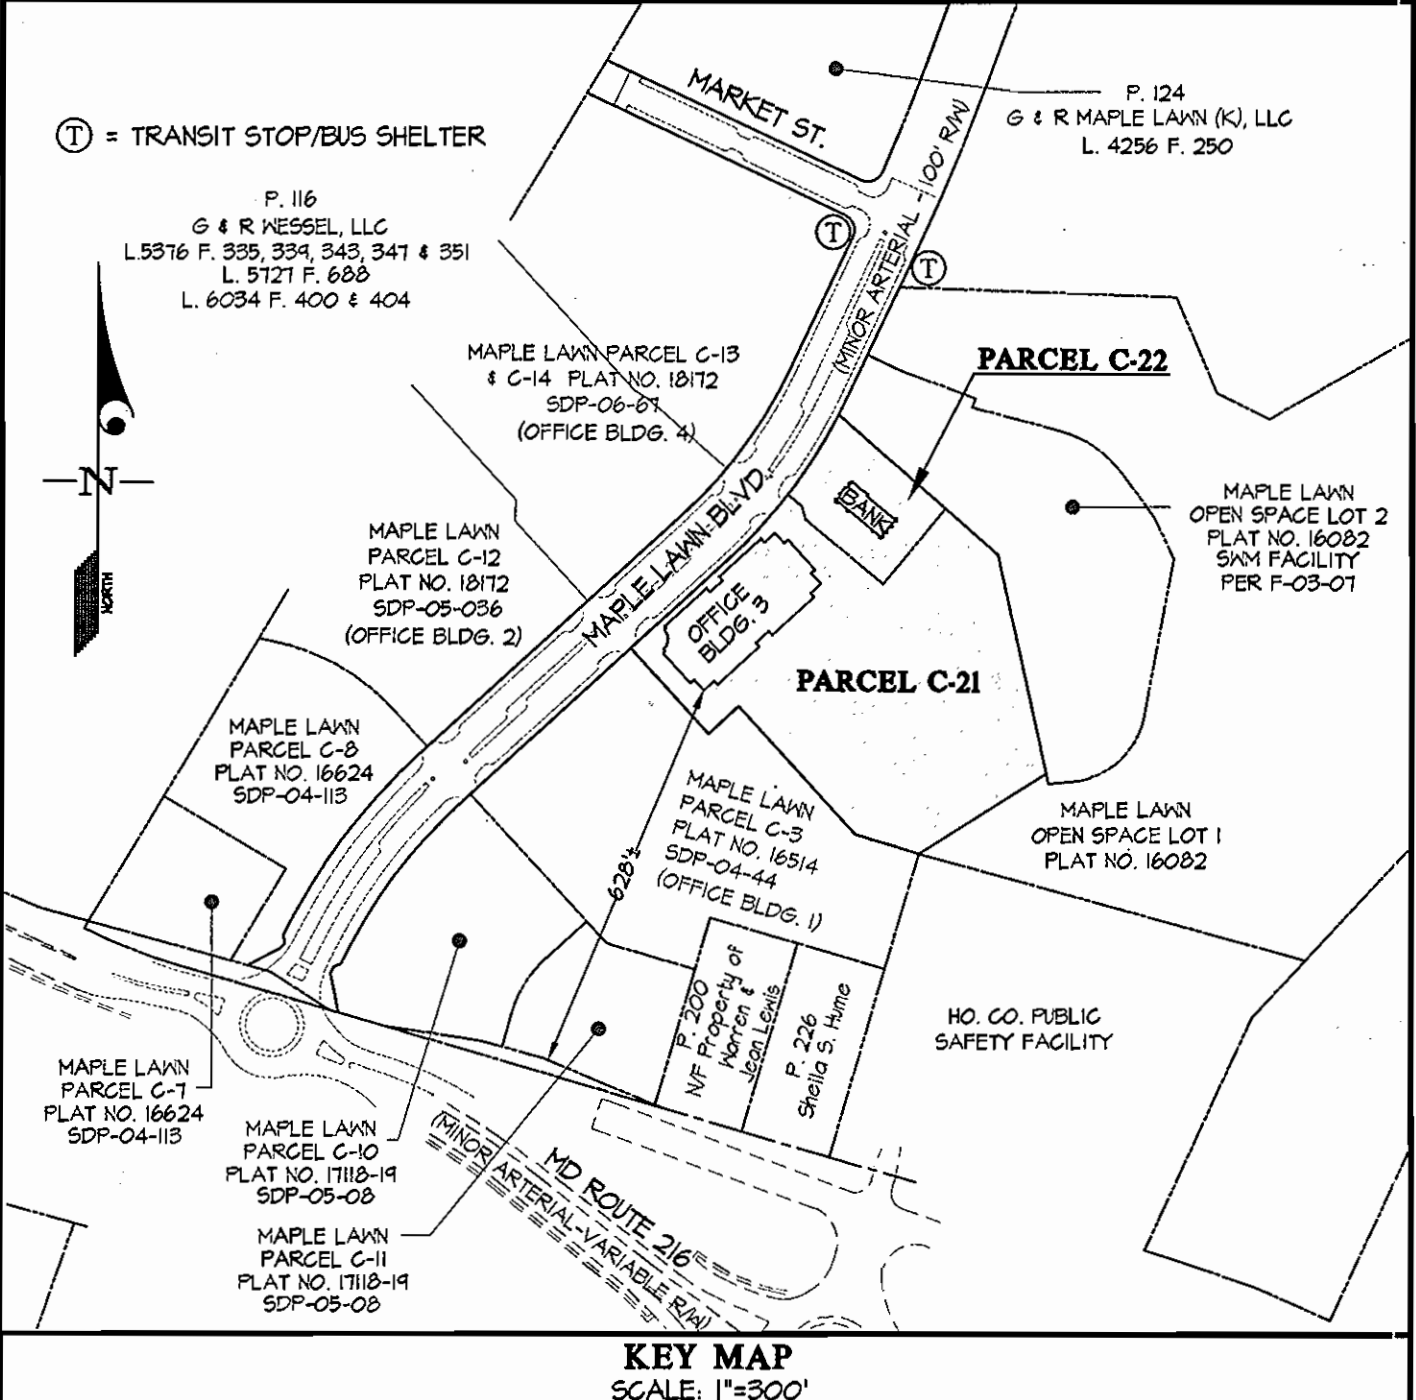 MARKET ST.
P. 124
G & R MAPLE LAWN (K), LLC
L. 4256 F. 250
Ⓣ = TRANSIT STOP/BUS SHELTER
P. 116
G & R WESSEL, LLC
L.5376 F. 335, 339, 343, 347 & 351
L. 5727 F. 688
L. 6034 F. 400 & 404
T
T
(MINOR ARTERIAL - 100' R/W)
MAPLE LAWN PARCEL C-13
& C-14 PLAT NO. 18172
SDP-06-67
(OFFICE BLDG. 4)
PARCEL C-22
N
NORTH
MAPLE LAWN BLVD.
BANK
MAPLE LAWN
OPEN SPACE LOT 2
PLAT NO. 16082
SWM FACILITY
PER F-03-07
MAPLE LAWN
PARCEL C-12
PLAT NO. 18172
SDP-05-036
(OFFICE BLDG. 2)
OFFICE
BLDG. 3
PARCEL C-21
MAPLE LAWN
PARCEL C-8
PLAT NO. 16624
SDP-04-113
MAPLE LAWN
PARCEL C-3
PLAT NO. 16514
SDP-04-44
(OFFICE BLDG. 1)
628'±
MAPLE LAWN
OPEN SPACE LOT 1
PLAT NO. 16082
P. 200
N/F Property of
Warren &
Jean Lewis
P. 226
Sheila S. Hume
HO. CO. PUBLIC
SAFETY FACILITY
MAPLE LAWN
PARCEL C-7
PLAT NO. 16624
SDP-04-113
MAPLE LAWN
PARCEL C-10
PLAT NO. 17118-19
SDP-05-08
MAPLE LAWN
PARCEL C-11
PLAT NO. 17118-19
SDP-05-08
MD ROUTE 216
(MINOR ARTERIAL-VARIABLE R/W)
KEY MAP
SCALE: 1"=300'